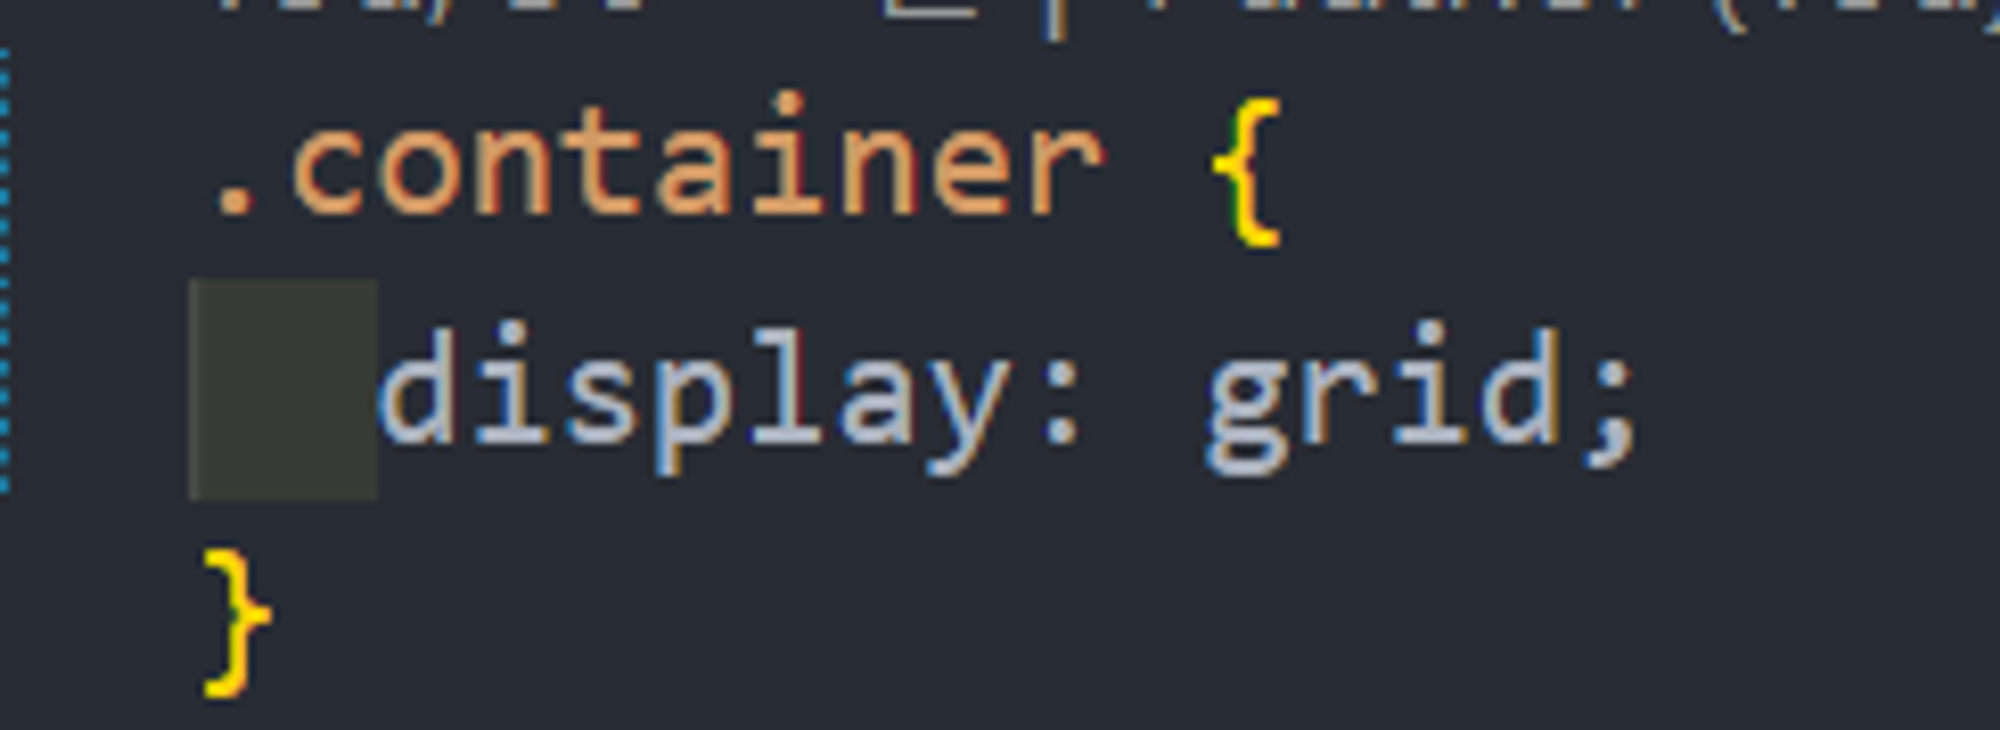 .container {
  display: grid;
}